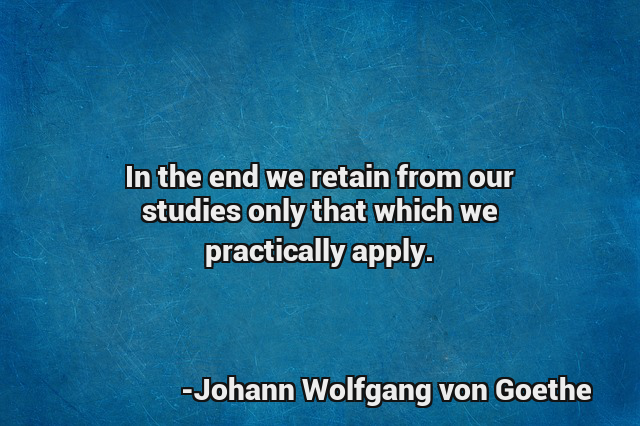 In the end we retain from our
studies only that which we
practically apply.
-Johann Wolfgang von Goethe